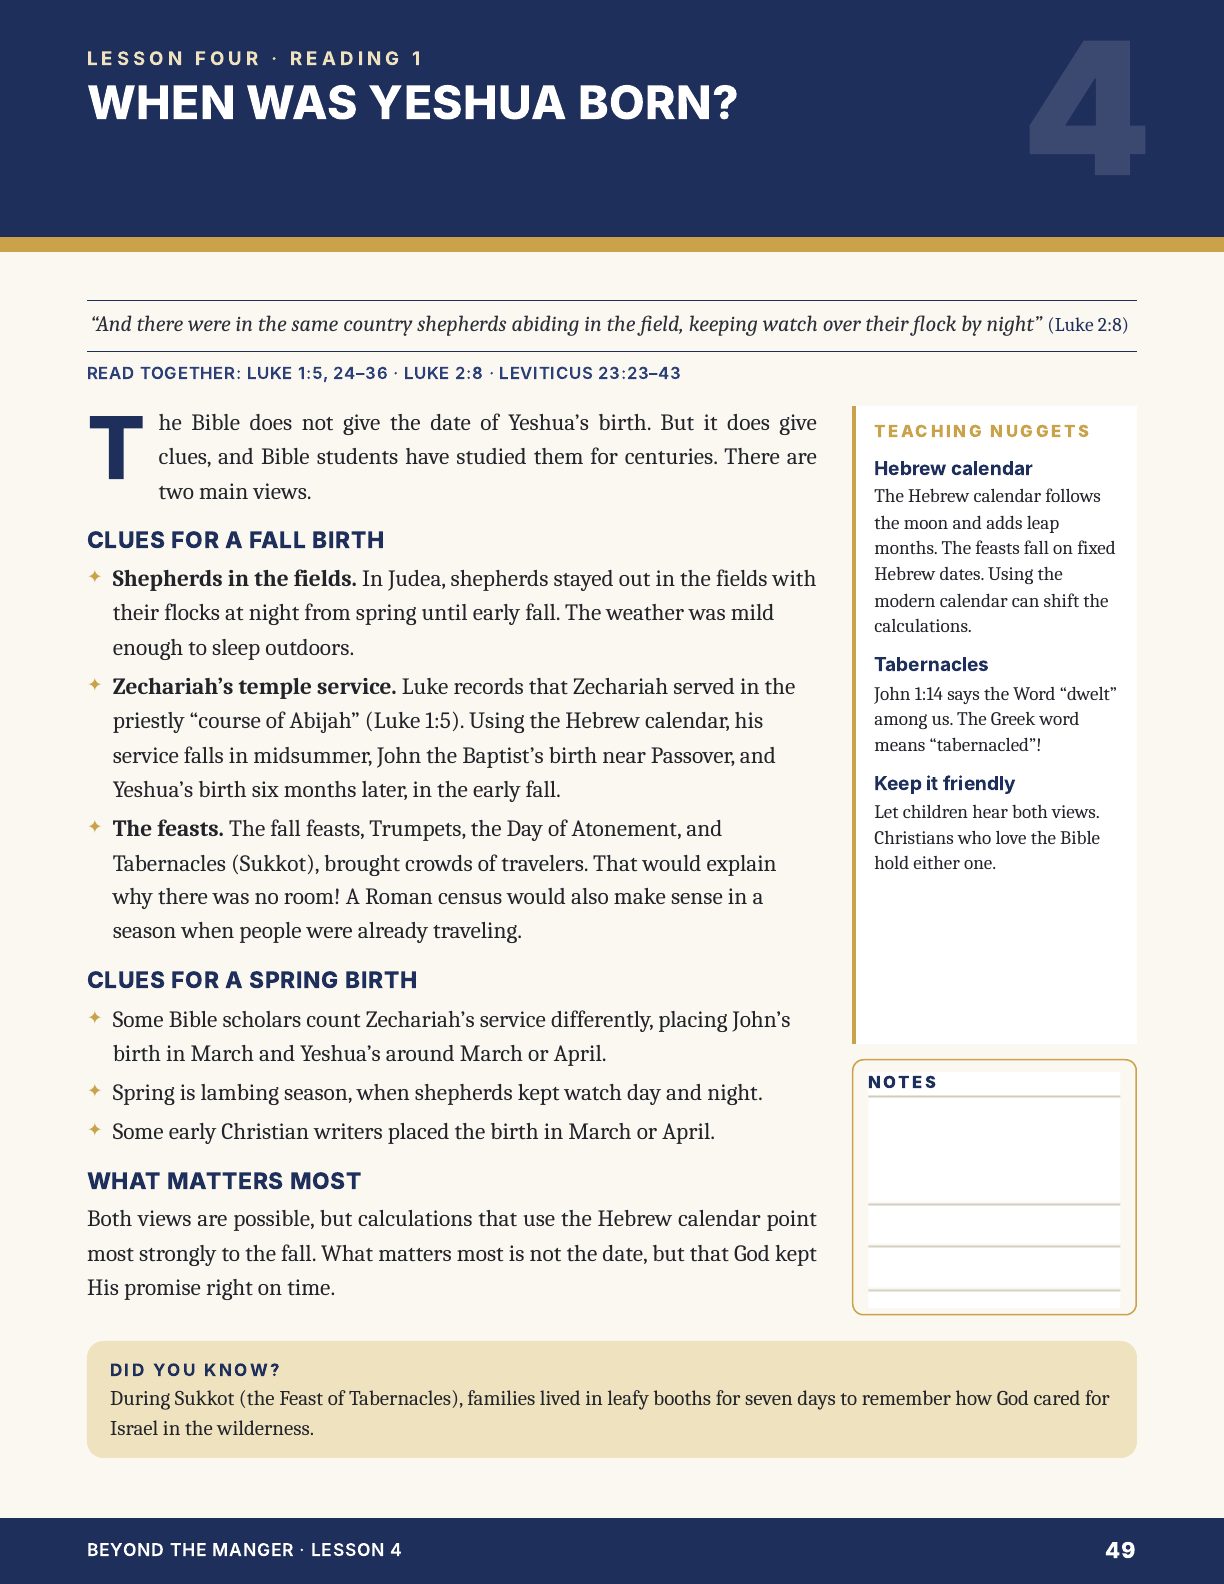 LESSON FOUR · READING 1
WHEN WAS YESHUA BORN?
4
“And there were in the same country shepherds abiding in the field, keeping watch over their flock by night” (Luke 2:8)
READ TOGETHER: LUKE 1:5, 24–36 · LUKE 2:8 · LEVITICUS 23:23–43
The Bible does not give the date of Yeshua’s birth. But it does give
clues, and Bible students have studied them for centuries. There are
two main views.
CLUES FOR A FALL BIRTH
✦ Shepherds in the fields. In Judea, shepherds stayed out in the fields with
their flocks at night from spring until early fall. The weather was mild
enough to sleep outdoors.
✦ Zechariah’s temple service. Luke records that Zechariah served in the
priestly “course of Abijah” (Luke 1:5). Using the Hebrew calendar, his
service falls in midsummer, John the Baptist’s birth near Passover, and
Yeshua’s birth six months later, in the early fall.
✦ The feasts. The fall feasts, Trumpets, the Day of Atonement, and
Tabernacles (Sukkot), brought crowds of travelers. That would explain
why there was no room! A Roman census would also make sense in a
season when people were already traveling.
CLUES FOR A SPRING BIRTH
✦ Some Bible scholars count Zechariah’s service differently, placing John’s
birth in March and Yeshua’s around March or April.
✦ Spring is lambing season, when shepherds kept watch day and night.
✦ Some early Christian writers placed the birth in March or April.
WHAT MATTERS MOST
Both views are possible, but calculations that use the Hebrew calendar point
most strongly to the fall. What matters most is not the date, but that God kept
His promise right on time.
TEACHING NUGGETS
Hebrew calendar
The Hebrew calendar follows
the moon and adds leap
months. The feasts fall on fixed
Hebrew dates. Using the
modern calendar can shift the
calculations.
Tabernacles
John 1:14 says the Word “dwelt”
among us. The Greek word
means “tabernacled”!
Keep it friendly
Let children hear both views.
Christians who love the Bible
hold either one.
NOTES
DID YOU KNOW?
During Sukkot (the Feast of Tabernacles), families lived in leafy booths for seven days to remember how God cared for
Israel in the wilderness.
BEYOND THE MANGER · LESSON 4
49